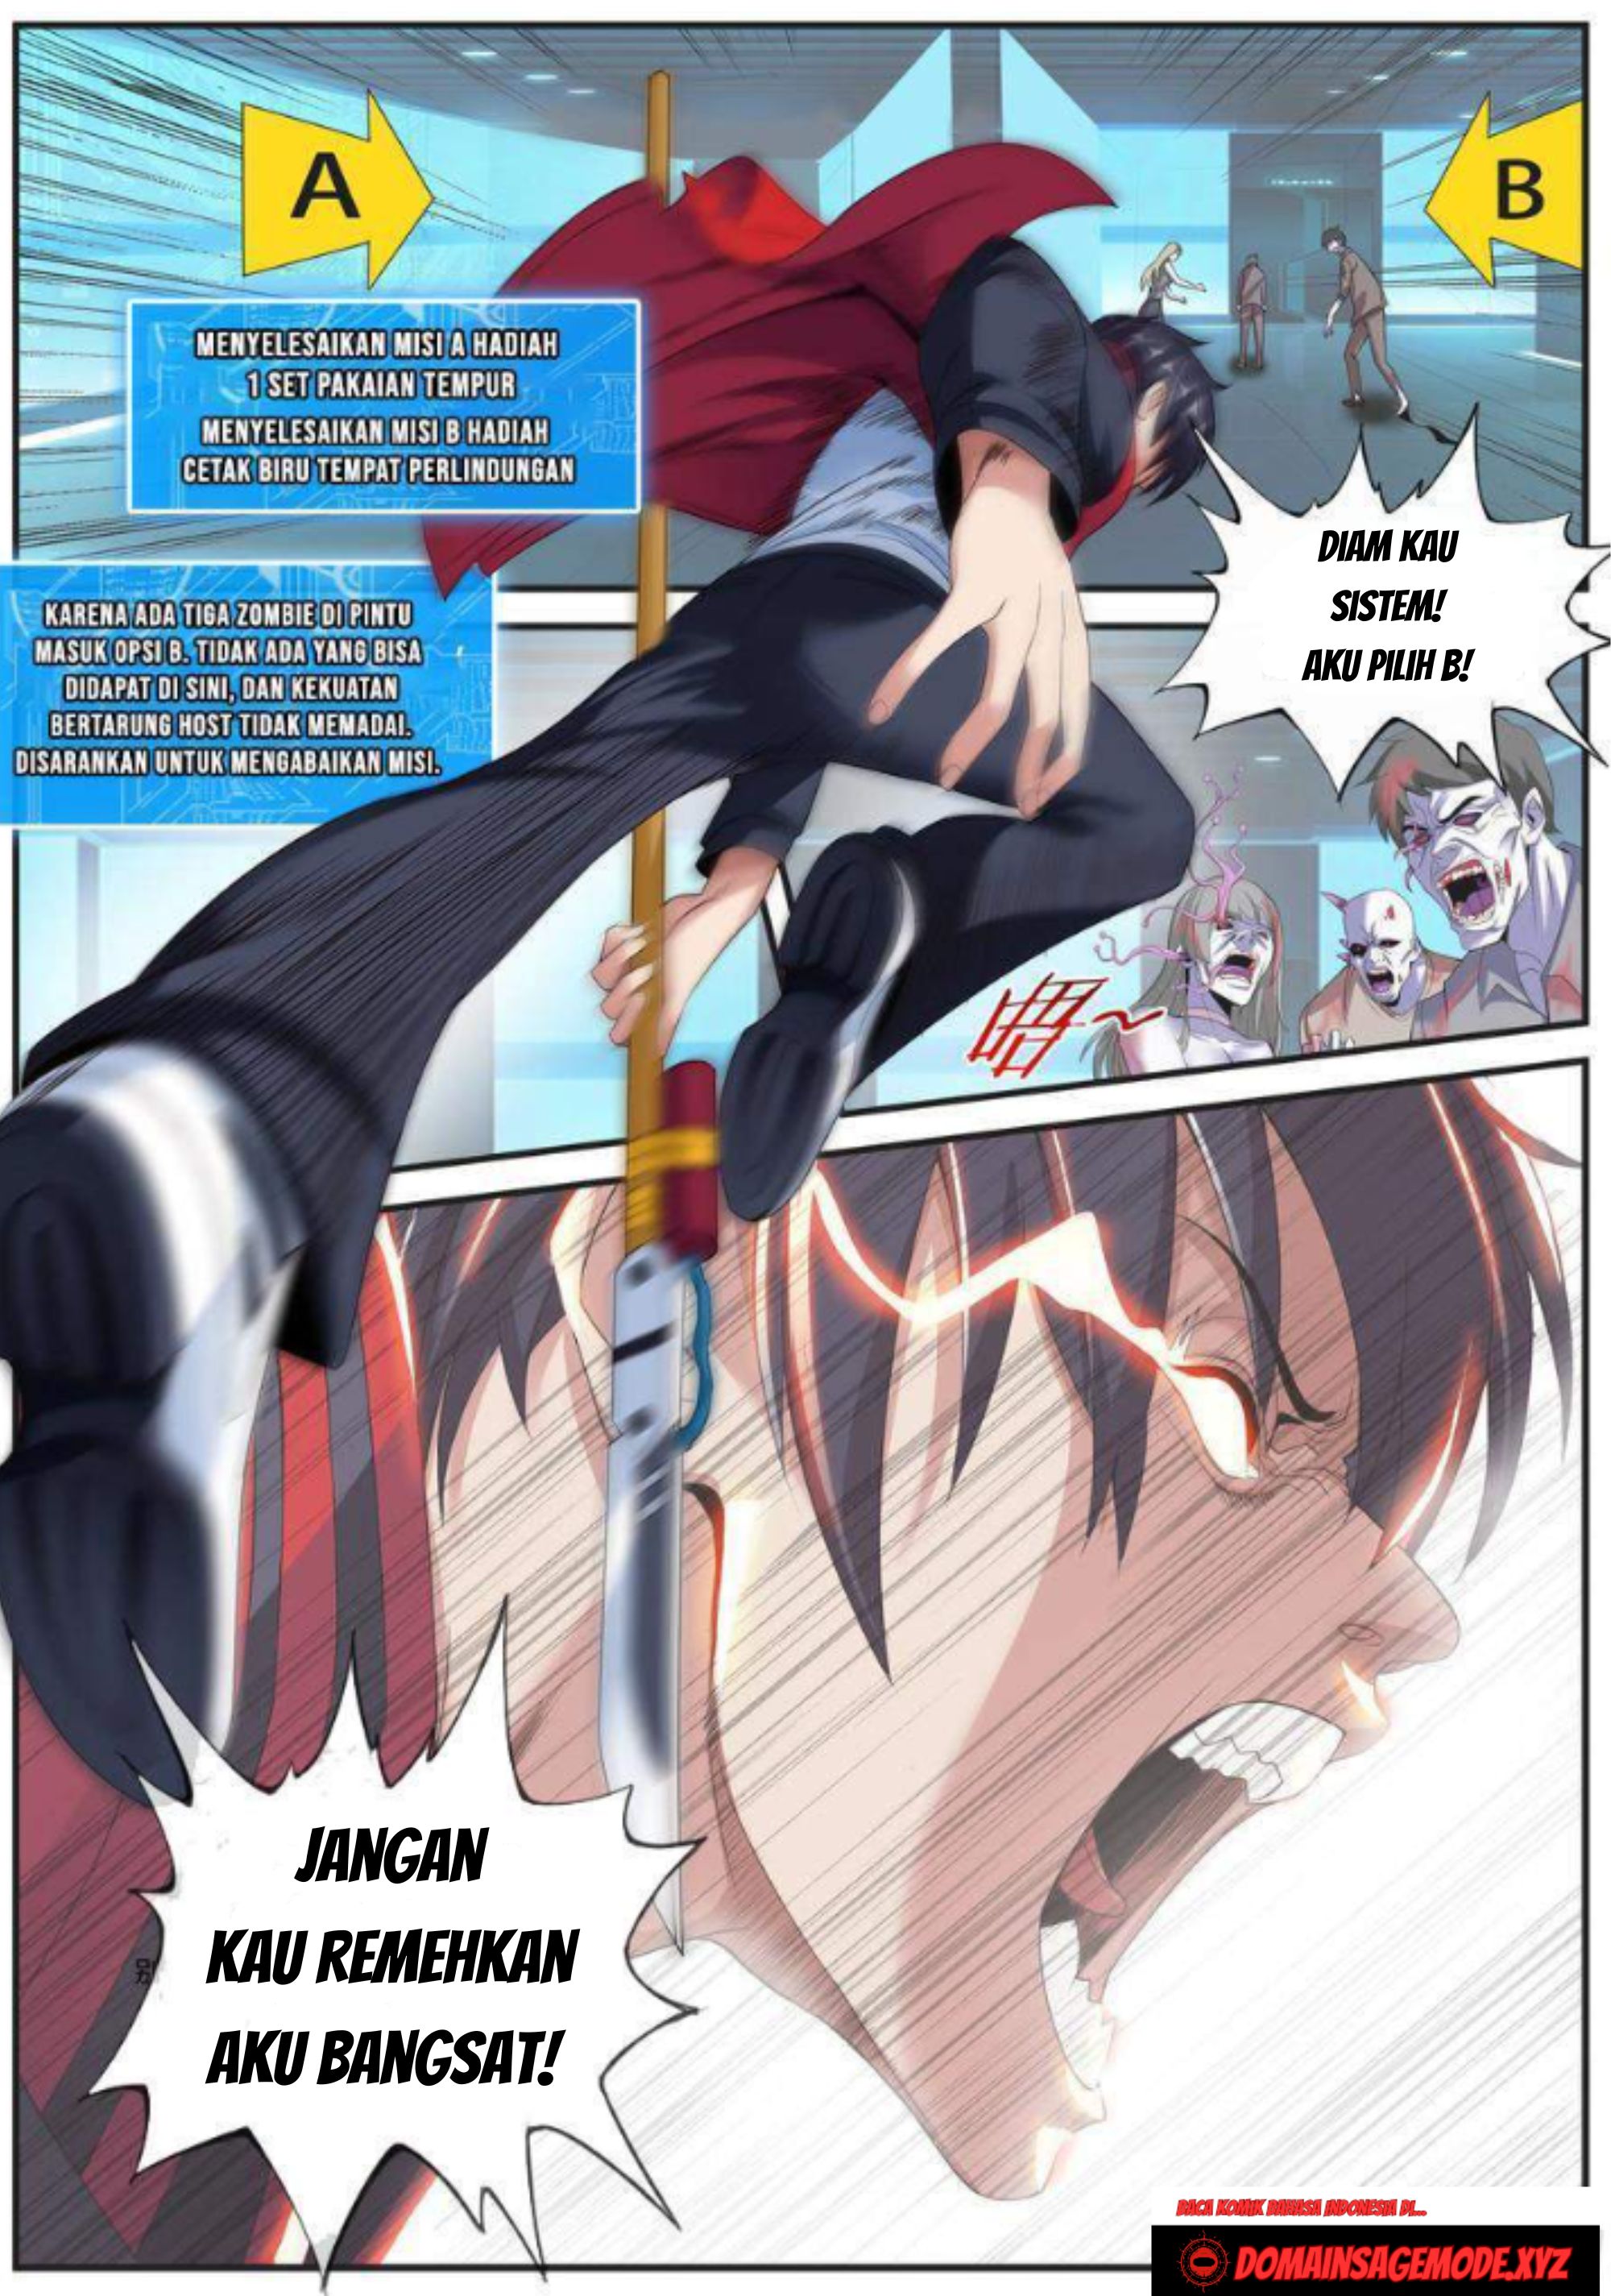 A
B
MENYELESAIKAN MISI A HADIAH
1 SET PAKAIAN TEMPUR
MENYELESAIKAN MISI B HADIAH
CETAK BIRU TEMPAT PERLINDUNGAN
DIAM KAU
SISTEM!
AKU PILIH B!
KARENA ADA TIGA ZOMBIE DI PINTU
MASUK OPSI B. TIDAK ADA YANG BISA
DIDAPAT DI SINI, DAN KEKUATAN
BERTARUNG HOST TIDAK MEMADAI.
DISARANKAN UNTUK MENGABAIKAN MISI.
唔~
JANGAN
KAU REMEHKAN
AKU BANGSAT!
别
BACA KOMIK BAHASA INDONESIA DI...
DOMAINSAGEMODE.XYZ